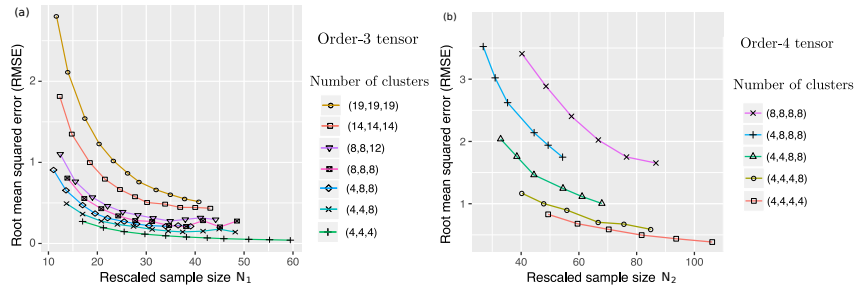 (a)
Root mean squared error (RMSE)
2
1
0
10 20 30 40 50 60
Rescaled sample size N₁
Order-3 tensor
Number of clusters
(19,19,19)
(14,14,14)
(8,8,12)
(8,8,8)
(4,8,8)
(4,4,8)
(4,4,4)
(b)
Root mean squared error (RMSE)
3
2
1
0
40 60 80 100
Rescaled sample size N₂
Order-4 tensor
Number of clusters
(8,8,8,8)
(4,8,8,8)
(4,4,8,8)
(4,4,4,8)
(4,4,4,4)